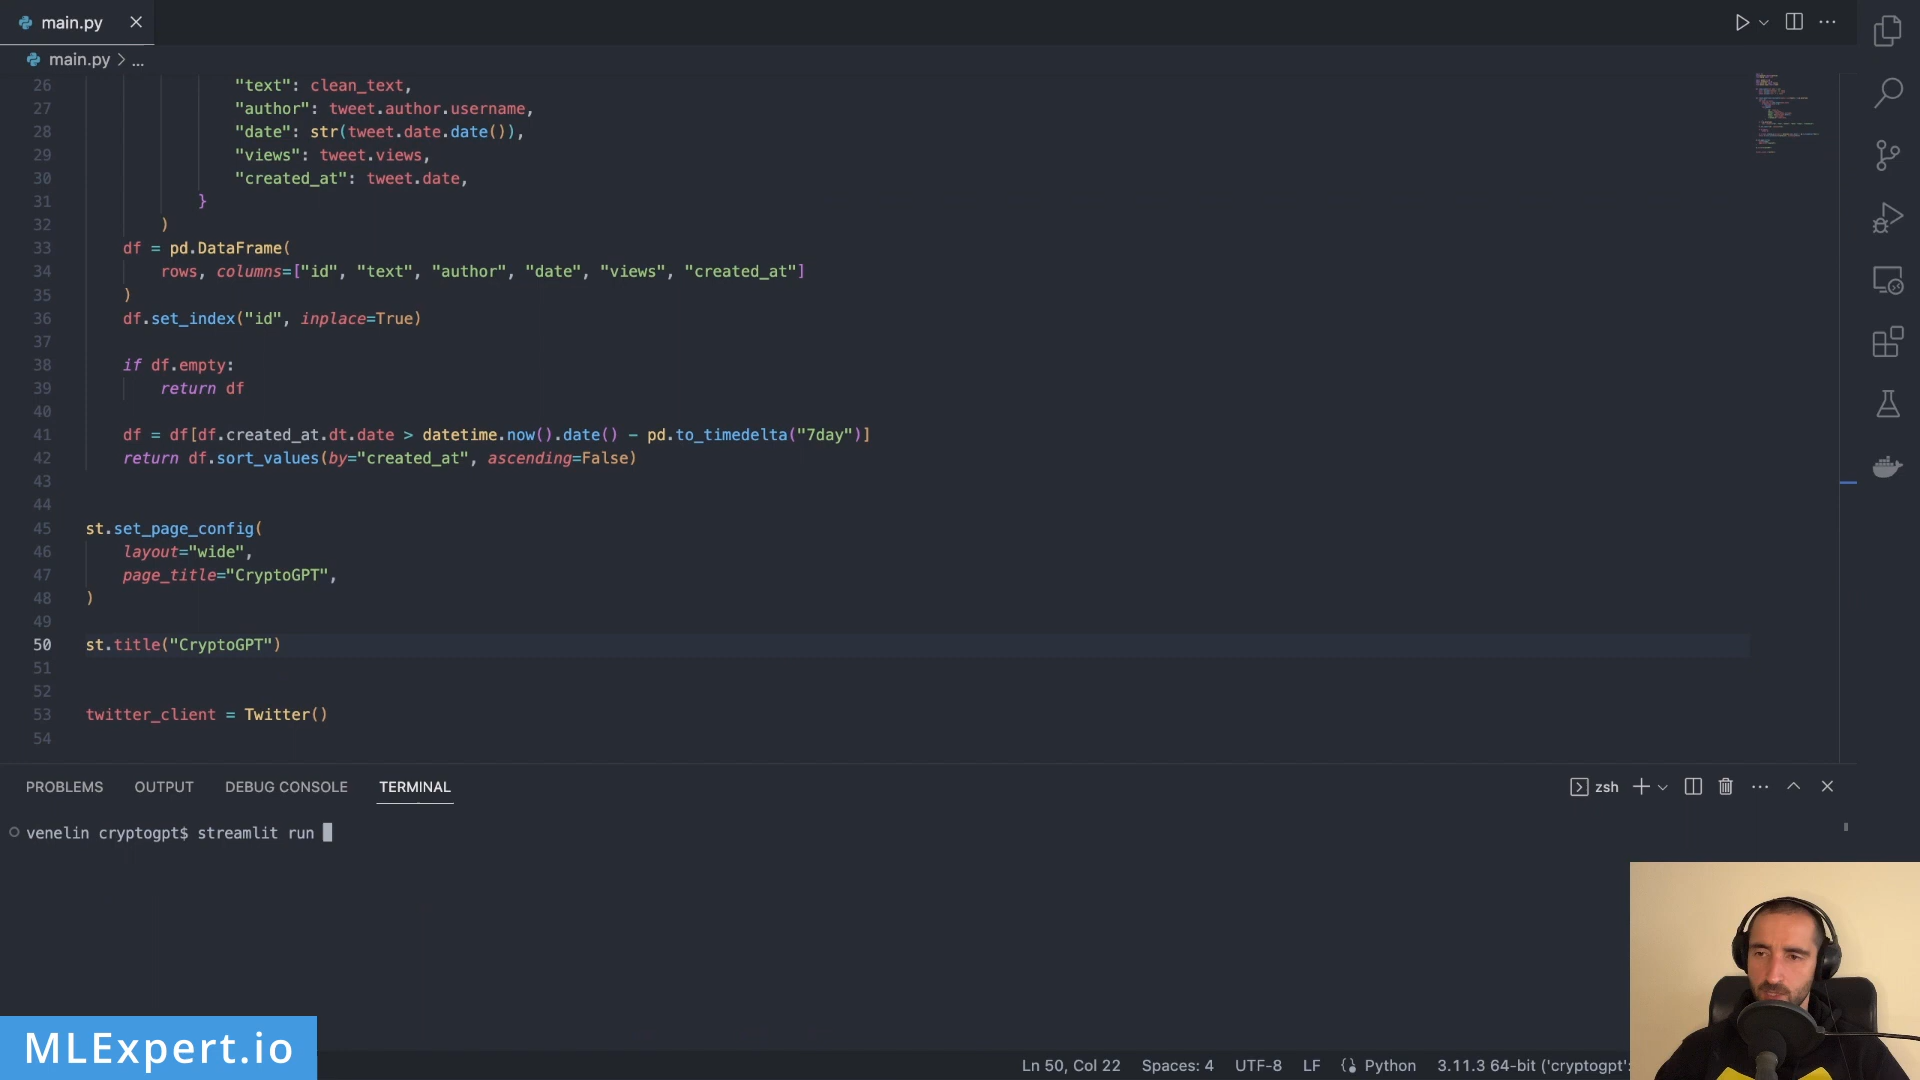 main.py
main.py > ...
26 "text": clean_text,
27 "author": tweet.author.username,
28 "date": str(tweet.date.date()),
29 "views": tweet.views,
30 "created_at": tweet.date,
31 }
32 )
33 df = pd.DataFrame(
34 rows, columns=["id", "text", "author", "date", "views", "created_at"]
35 )
36 df.set_index("id", inplace=True)
37
38 if df.empty:
39 return df
40
41 df = df[df.created_at.dt.date > datetime.now().date() - pd.to_timedelta("7day")]
42 return df.sort_values(by="created_at", ascending=False)
43
44
45 st.set_page_config(
46 layout="wide",
47 page_title="CryptoGPT",
48 )
49
50 st.title("CryptoGPT")
51
52
53 twitter_client = Twitter()
54
PROBLEMS OUTPUT DEBUG CONSOLE TERMINAL zsh
venelin cryptogpt$ streamlit run
MLExpert.io
Ln 50, Col 22 Spaces: 4 UTF-8 LF Python 3.11.3 64-bit ('cryptogpt':